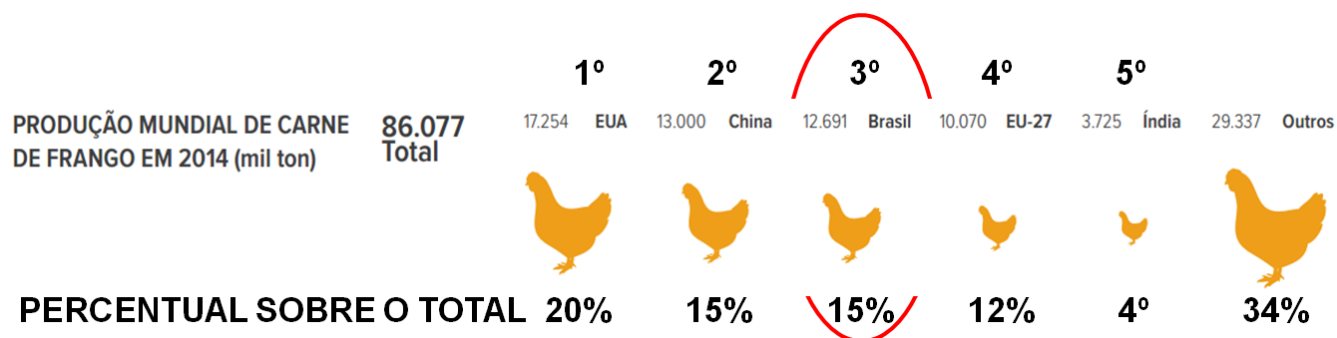 1º 2º 3º 4º 5º
PRODUÇÃO MUNDIAL DE CARNE
DE FRANGO EM 2014 (mil ton)
86.077
Total
17.254 EUA 13.000 China 12.691 Brasil 10.070 EU-27 3.725 Índia 29.337 Outros
PERCENTUAL SOBRE O TOTAL 20% 15% 15% 12% 4º 34%